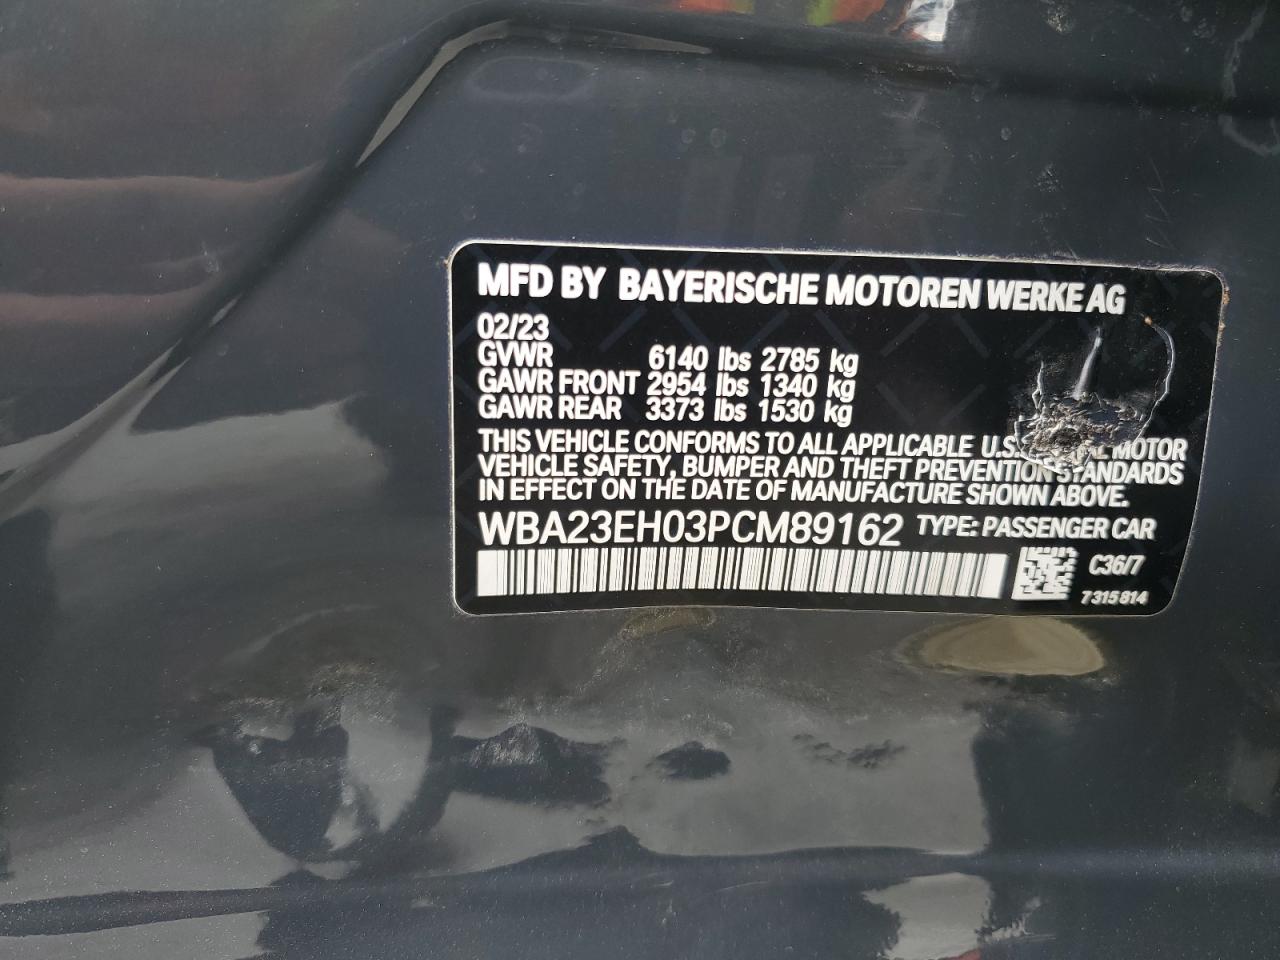 MFD BY BAYERISCHE MOTOREN WERKE AG
02/23
GVWR 6140 lbs 2785 kg
GAWR FRONT 2954 lbs 1340 kg
GAWR REAR 3373 lbs 1530 kg
THIS VEHICLE CONFORMS TO ALL APPLICABLE U.S. MOTOR
VEHICLE SAFETY, BUMPER AND THEFT PREVENTION STANDARDS
IN EFFECT ON THE DATE OF MANUFACTURE SHOWN ABOVE.
WBA23EH03PCM89162 TYPE: PASSENGER CAR
C36/7
7315814